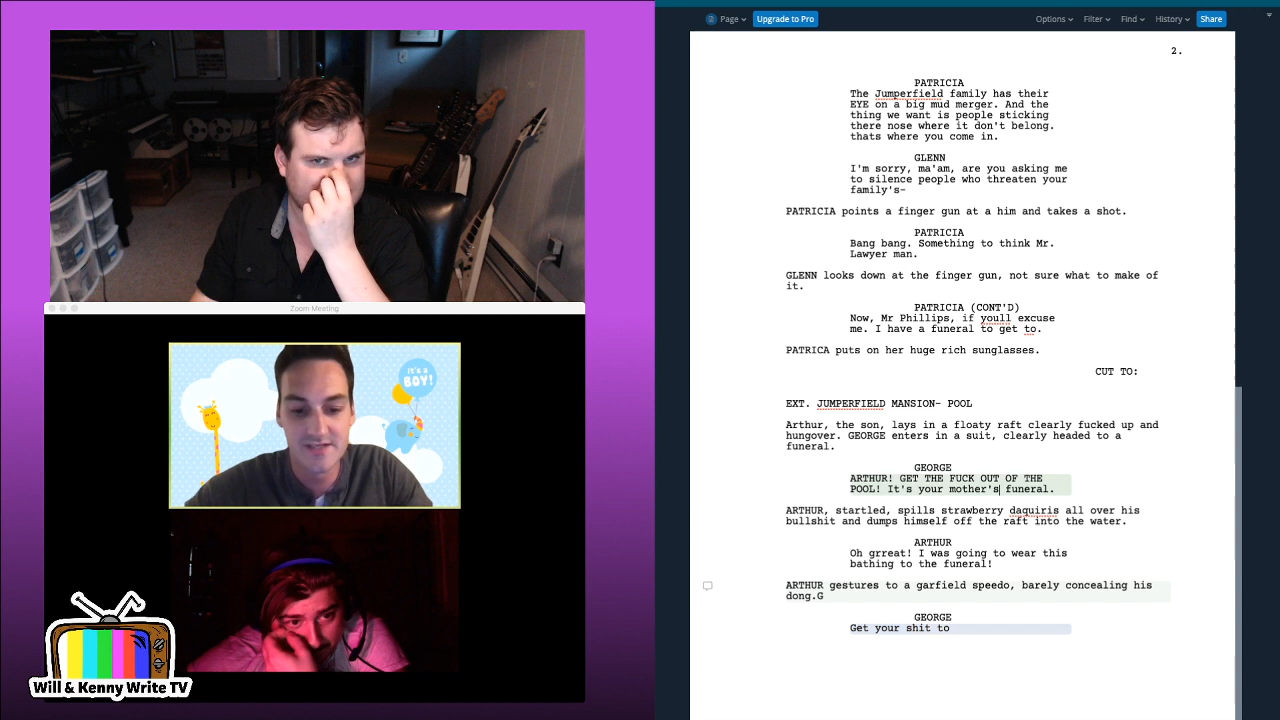 Page
Upgrade to Pro
Options
Filter
Find
History
Share
2.
PATRICIA
The Jumperfield family has their
EYE on a big mud merger. And the
thing we want is people sticking
there nose where it don't belong.
thats where you come in.
GLENN
I'm sorry, ma'am, are you asking me
to silence people who threaten your
family's-
PATRICIA points a finger gun at a him and takes a shot.
PATRICIA
Bang bang. Something to think Mr.
Lawyer man.
GLENN looks down at the finger gun, not sure what to make of
it.
PATRICIA (CONT'D)
Now, Mr Phillips, if youll excuse
me. I have a funeral to get to.
PATRICA puts on her huge rich sunglasses.
CUT TO:
EXT. JUMPERFIELD MANSION- POOL
Arthur, the son, lays in a floaty raft clearly fucked up and
hungover. GEORGE enters in a suit, clearly headed to a
funeral.
GEORGE
ARTHUR! GET THE FUCK OUT OF THE
POOL! It's your mother's funeral.
ARTHUR, startled, spills strawberry daquiris all over his
bullshit and dumps himself off the raft into the water.
ARTHUR
Oh grreat! I was going to wear this
bathing to the funeral!
ARTHUR gestures to a garfield speedo, barely concealing his
dong.G
GEORGE
Get your shit to
Zoom Meeting
IT'S A
BOY!
Will & Kenny Write TV